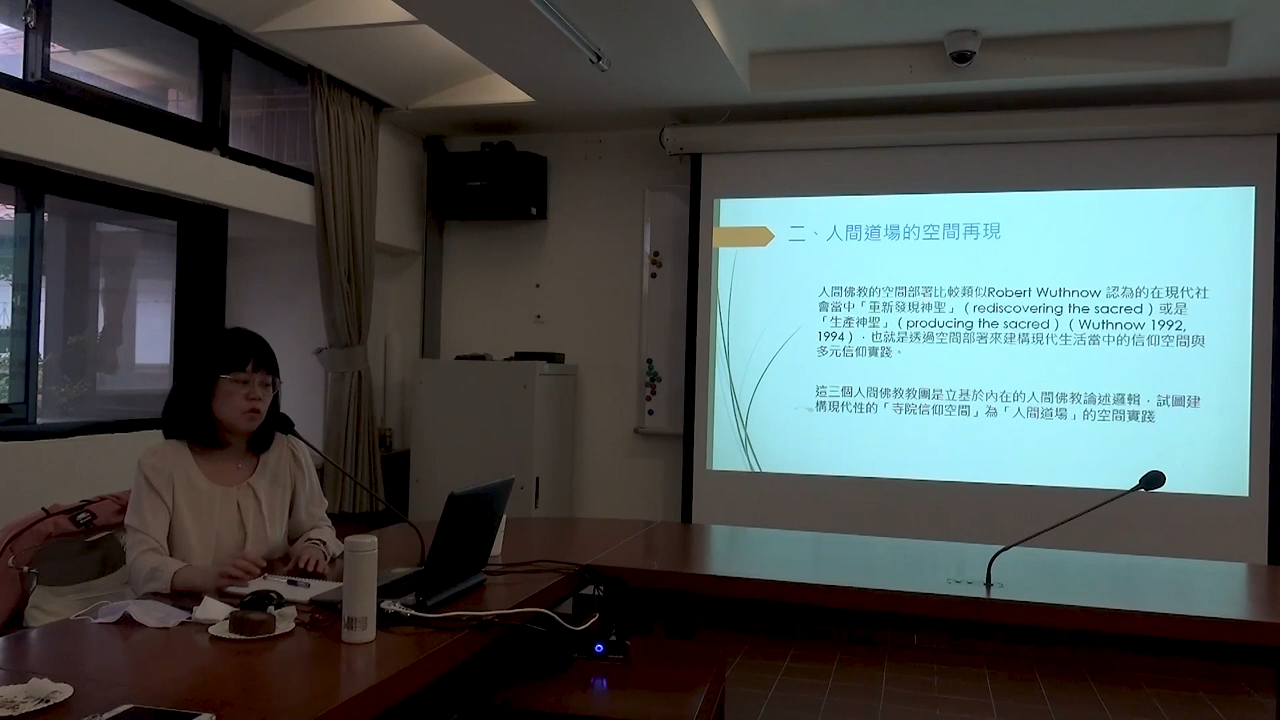 二、人間道場的空間再現
人間佛教的空間部署比較類似Robert Wuthnow 認為的在現代社
會當中「重新發現神聖」（rediscovering the sacred）或是
「生產神聖」（producing the sacred）（Wuthnow 1992,
1994），也就是透過空間部署來建構現代生活當中的信仰空間與
多元信仰實踐。
這三個人間佛教教團是立基於內在的人間佛教論述邏輯，試圖建
構現代性的「寺院信仰空間」為「人間道場」的空間實踐